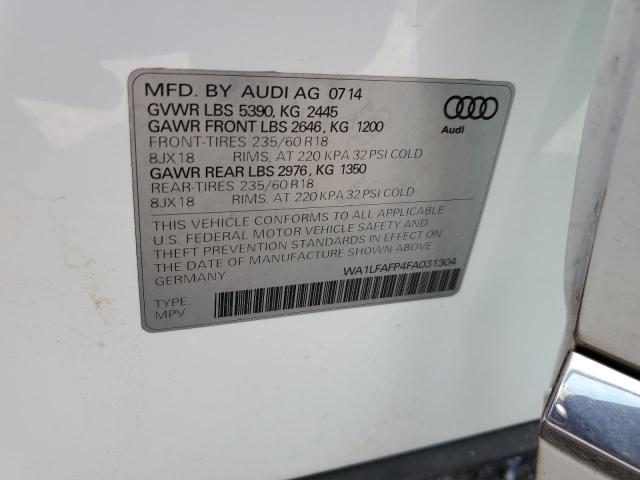 MFD. BY AUDI AG 07 14
GVWR LBS 5390, KG 2445
GAWR FRONT LBS 2646, KG 1200
FRONT-TIRES 235/60 R18
8JX18 RIMS, AT 220 KPA 32 PSI COLD
GAWR REAR LBS 2976, KG 1350
REAR-TIRES 235/60 R18
8JX18 RIMS, AT 220 KPA 32 PSI COLD
Audi
THIS VEHICLE CONFORMS TO ALL APPLICABLE
U.S. FEDERAL MOTOR VEHICLE SAFETY AND
THEFT PREVENTION STANDARDS IN EFFECT ON
THE DATE OF MANUFACTURE SHOWN ABOVE.
GERMANY
WA1LFAFP4FA031304
TYPE:
MPV